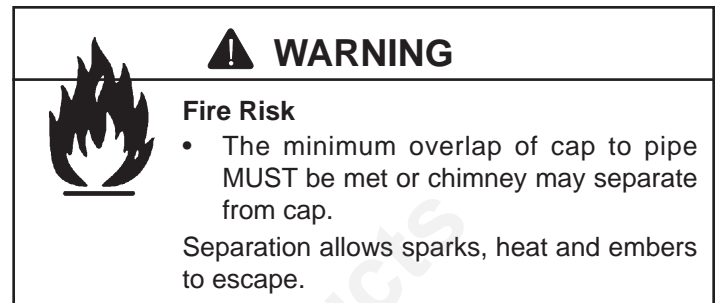 WARNING
Fire Risk
• The minimum overlap of cap to pipe
MUST be met or chimney may separate
from cap.
Separation allows sparks, heat and embers
to escape.